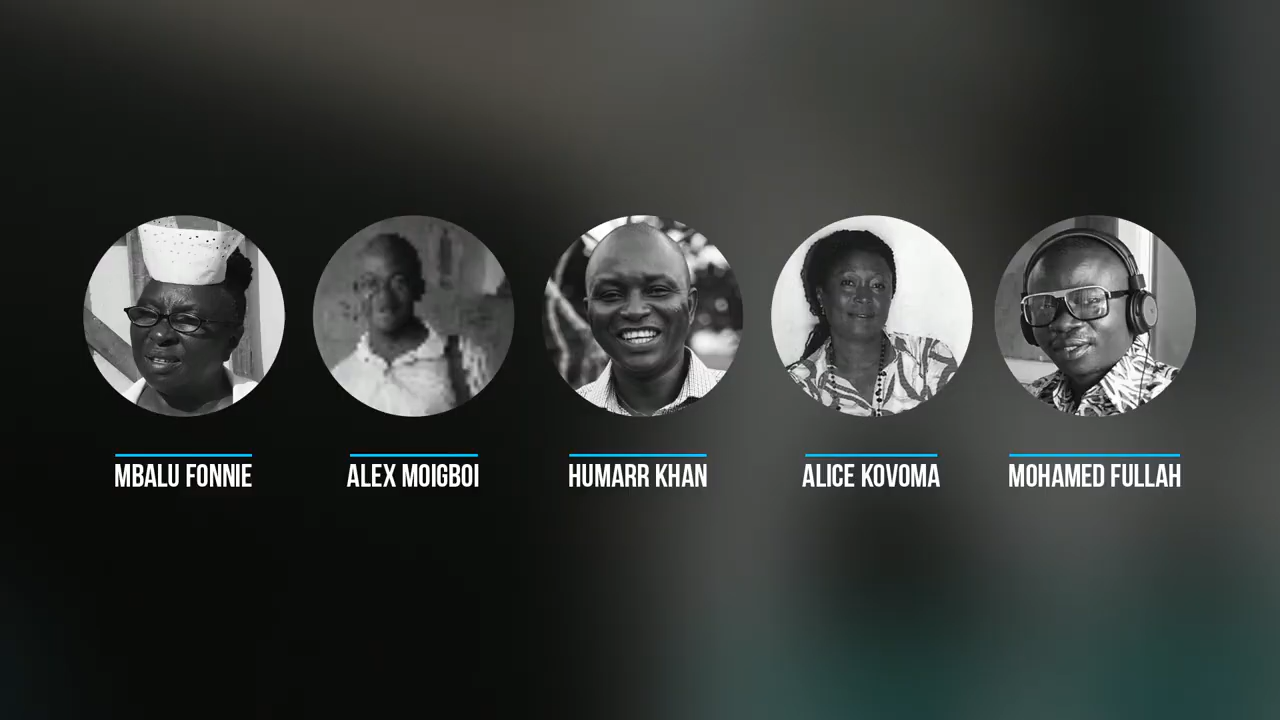 MBALU FONNIE
ALEX MOIGBOI
HUMARR KHAN
ALICE KOVOMA
MOHAMED FULLAH